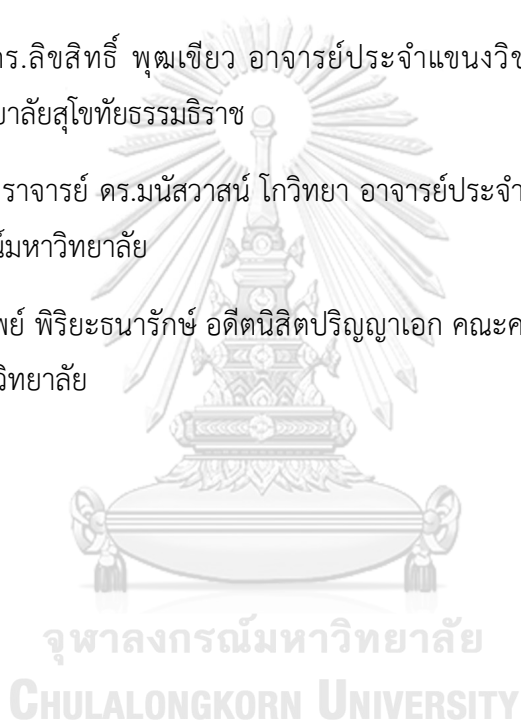 ดร.ลิขสิทธิ์ พุฒเขียว อาจารย์ประจำแขนงวิช
ยาลัยสุโขทัยธรรมธิราช
ราจารย์ ดร.มนัสวาสน์ โกวิทยา อาจารย์ประจำ
น์มหาวิทยาลัย
พย์ พิริยะธนารักษ์ อดีตนิสิตปริญญาเอก คณะค
วิทยาลัย
จุฬาลงกรณ์มหาวิทยาลัย
CHULALONGKORN UNIVERSITY